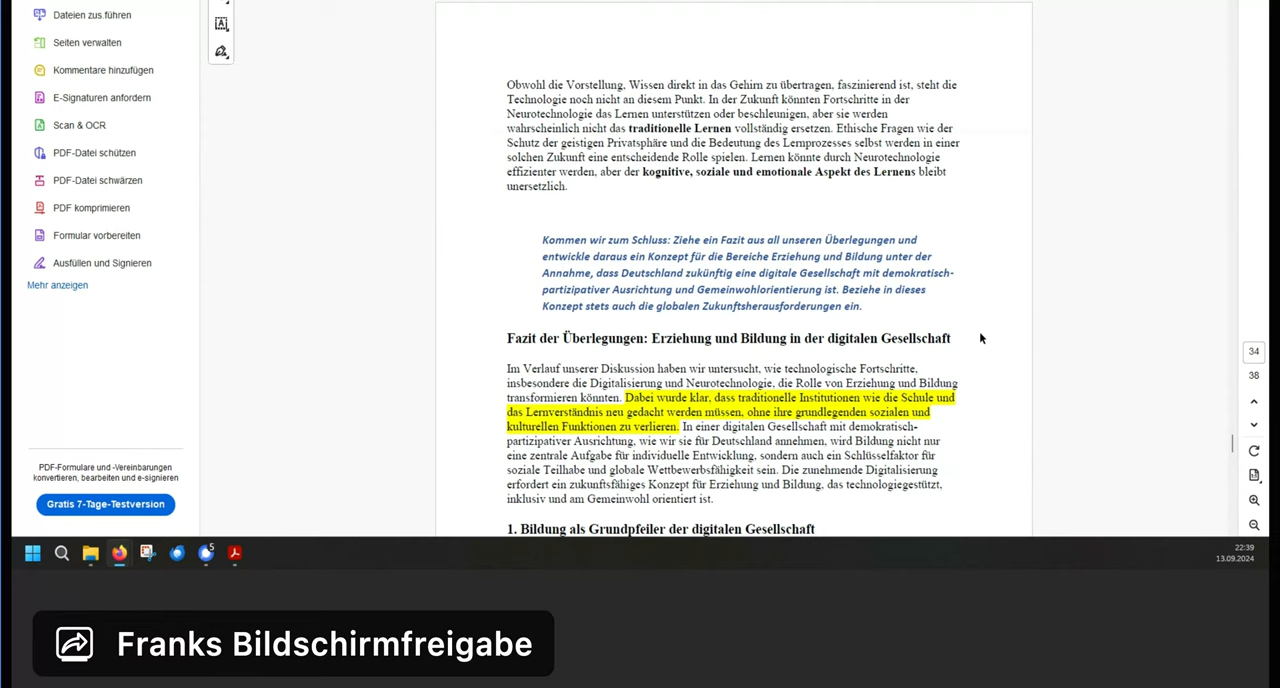 Dateien zus.führen
Seiten verwalten
Kommentare hinzufügen
E-Signaturen anfordern
Scan & OCR
PDF-Datei schützen
PDF-Datei schwärzen
PDF komprimieren
Formular vorbereiten
Ausfüllen und Signieren
Mehr anzeigen
PDF-Formulare und -Vereinbarungen
konvertieren, bearbeiten und e-signieren
Gratis 7-Tage-Testversion
Obwohl die Vorstellung, Wissen direkt in das Gehirn zu übertragen, faszinierend ist, steht die
Technologie noch nicht an diesem Punkt. In der Zukunft könnten Fortschritte in der
Neurotechnologie das Lernen unterstützen oder beschleunigen, aber sie werden
wahrscheinlich nicht das traditionelle Lernen vollständig ersetzen. Ethische Fragen wie der
Schutz der geistigen Privatsphäre und die Bedeutung des Lernprozesses selbst werden in einer
solchen Zukunft eine entscheidende Rolle spielen. Lernen könnte durch Neurotechnologie
effizienter werden, aber der kognitive, soziale und emotionale Aspekt des Lernens bleibt
unersetzlich.
Kommen wir zum Schluss: Ziehe ein Fazit aus all unseren Überlegungen und
entwickle daraus ein Konzept für die Bereiche Erziehung und Bildung unter der
Annahme, dass Deutschland zukünftig eine digitale Gesellschaft mit demokratisch-
partizipativer Ausrichtung und Gemeinwohlorientierung ist. Beziehe in dieses
Konzept stets auch die globalen Zukunftsherausforderungen ein.
Fazit der Überlegungen: Erziehung und Bildung in der digitalen Gesellschaft
Im Verlauf unserer Diskussion haben wir untersucht, wie technologische Fortschritte,
insbesondere die Digitalisierung und Neurotechnologie, die Rolle von Erziehung und Bildung
transformieren könnten. Dabei wurde klar, dass traditionelle Institutionen wie die Schule und
das Lernverständnis neu gedacht werden müssen, ohne ihre grundlegenden sozialen und
kulturellen Funktionen zu verlieren. In einer digitalen Gesellschaft mit demokratisch-
partizipativer Ausrichtung, wie wir sie für Deutschland annehmen, wird Bildung nicht nur
eine zentrale Aufgabe für individuelle Entwicklung, sondern auch ein Schlüsselfaktor für
soziale Teilhabe und globale Wettbewerbsfähigkeit sein. Die zunehmende Digitalisierung
erfordert ein zukunftsfähiges Konzept für Erziehung und Bildung, das technologiegestützt,
inklusiv und am Gemeinwohl orientiert ist.
1. Bildung als Grundpfeiler der digitalen Gesellschaft
34
38
5
22:39
13.09.2024
Franks Bildschirmfreigabe